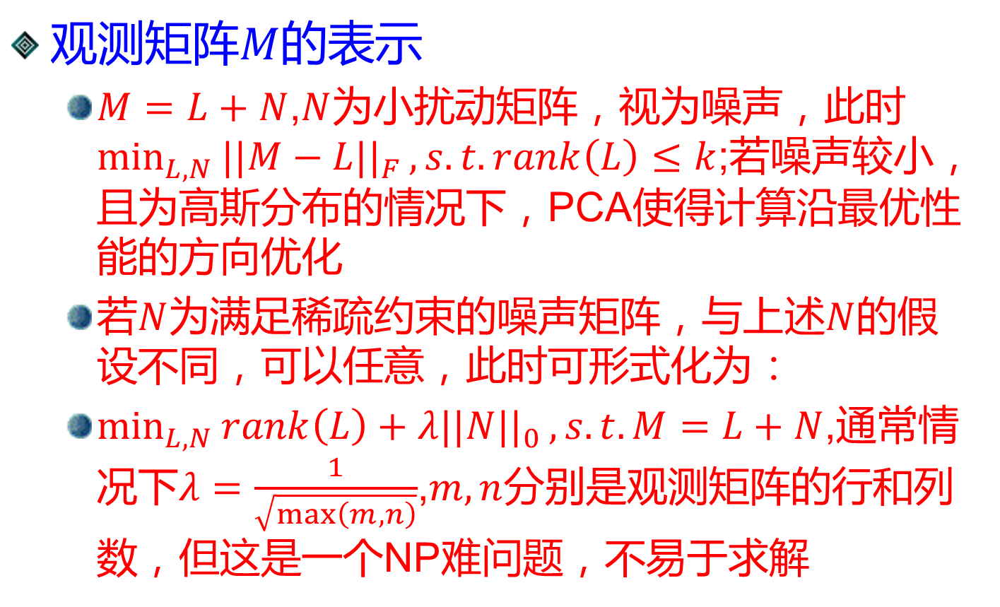 观测矩阵M的表示
M = L + N,N为小扰动矩阵，视为噪声，此时
min_{L,N} ||M − L||_F , s.t. rank(L) ≤ k;若噪声较小，
且为高斯分布的情况下，PCA使得计算沿最优性
能的方向优化
若N为满足稀疏约束的噪声矩阵，与上述N的假
设不同，可以任意，此时可形式化为：
min_{L,N} rank(L) + λ||N||_0 , s.t. M = L + N,通常情
况下λ = \frac{1}{\sqrt{max(m,n)}},m, n分别是观测矩阵的行和列
数，但这是一个NP难问题，不易于求解